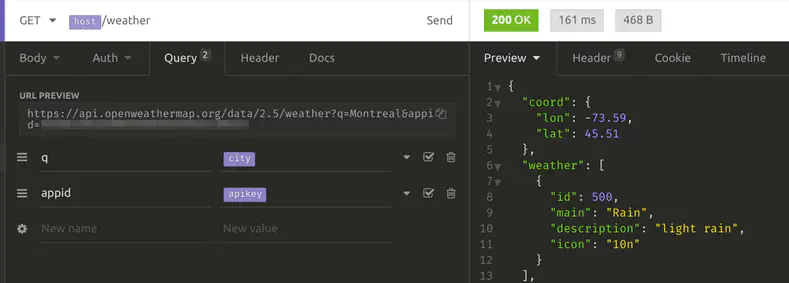 GET host /weather Send 200 OK 161 ms 468 B
Body Auth Query 2 Header Docs Preview Header 9 Cookie Timeline
URL PREVIEW
https://api.openweathermap.org/data/2.5/weather?q=Montreal&appi
d=
q city
appid apikey
New name New value
1 {
2 "coord": {
3 "lon": -73.59,
4 "lat": 45.51
5 },
6 "weather": [
7 {
8 "id": 500,
9 "main": "Rain",
10 "description": "light rain",
11 "icon": "10n"
12 }
13 ],